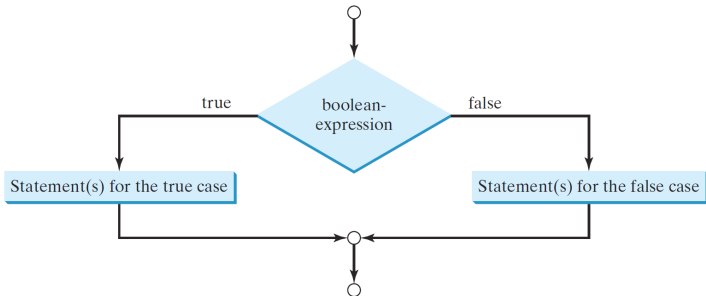 true
boolean-
expression
false
Statement(s) for the true case
Statement(s) for the false case